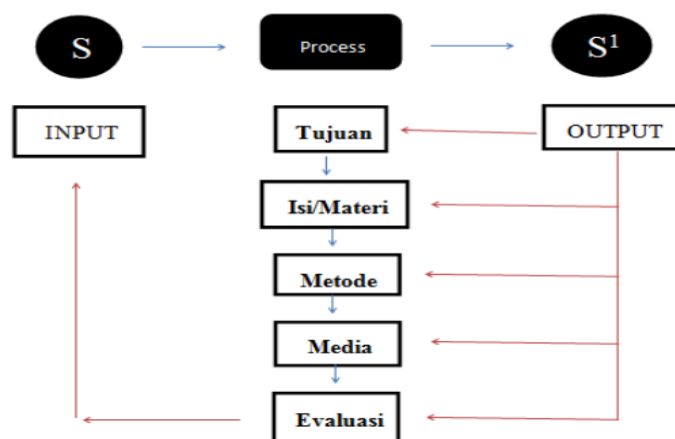 S
Process
S¹
INPUT
Tujuan
OUTPUT
Isi/Materi
Metode
Media
Evaluasi